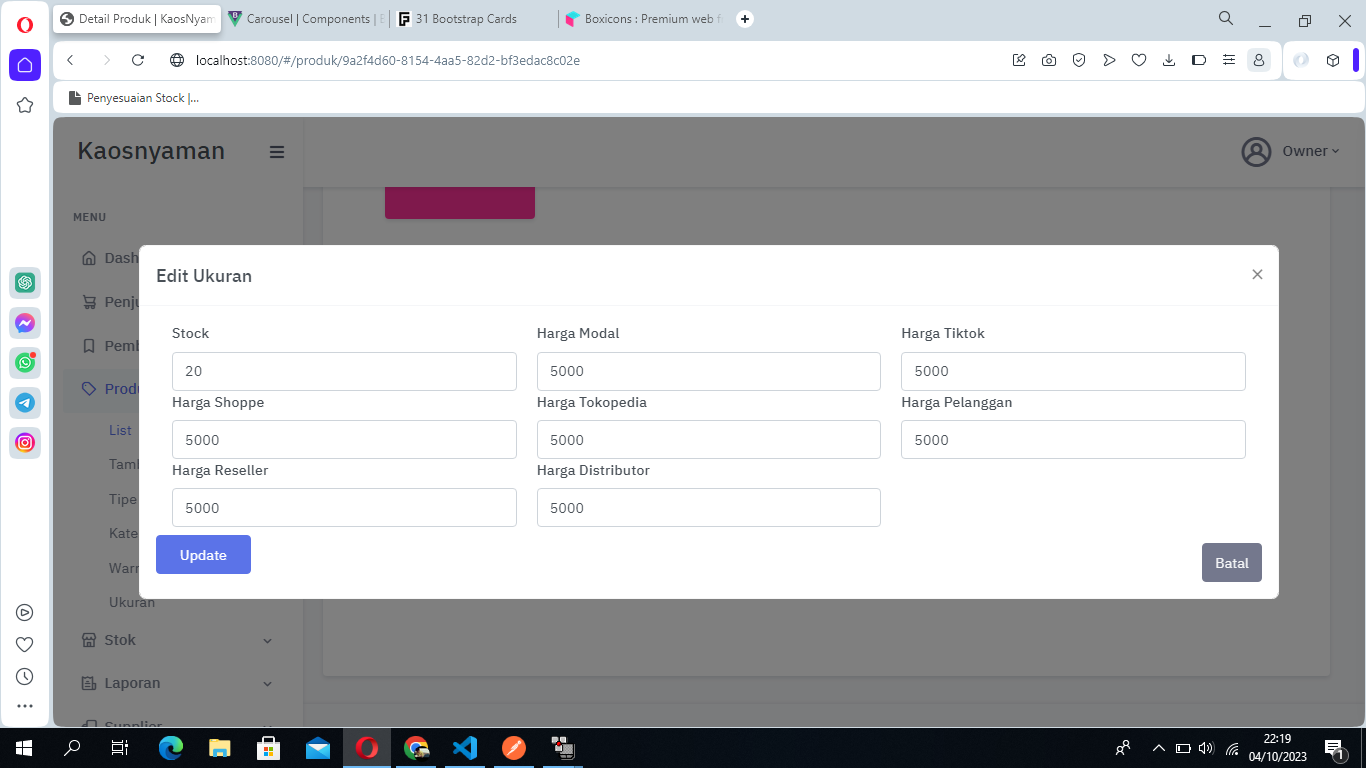 Detail Produk | KaosNyam
Carousel | Components | B
31 Bootstrap Cards
Boxicons : Premium web f
localhost:8080/#/produk/9a2f4d60-8154-4aa5-82d2-bf3edac8c02e
Penyesuaian Stock |...
Kaosnyaman
Owner
MENU
Dash
Penju
Pemb
Produ
List
Tamb
Tipe
Kate
Warn
Ukuran
Stok
Laporan
Supplier
Edit Ukuran
×
Stock
Harga Modal
Harga Tiktok
20
5000
5000
Harga Shoppe
Harga Tokopedia
Harga Pelanggan
5000
5000
5000
Harga Reseller
Harga Distributor
5000
5000
Update
Batal
22:19
04/10/2023
1